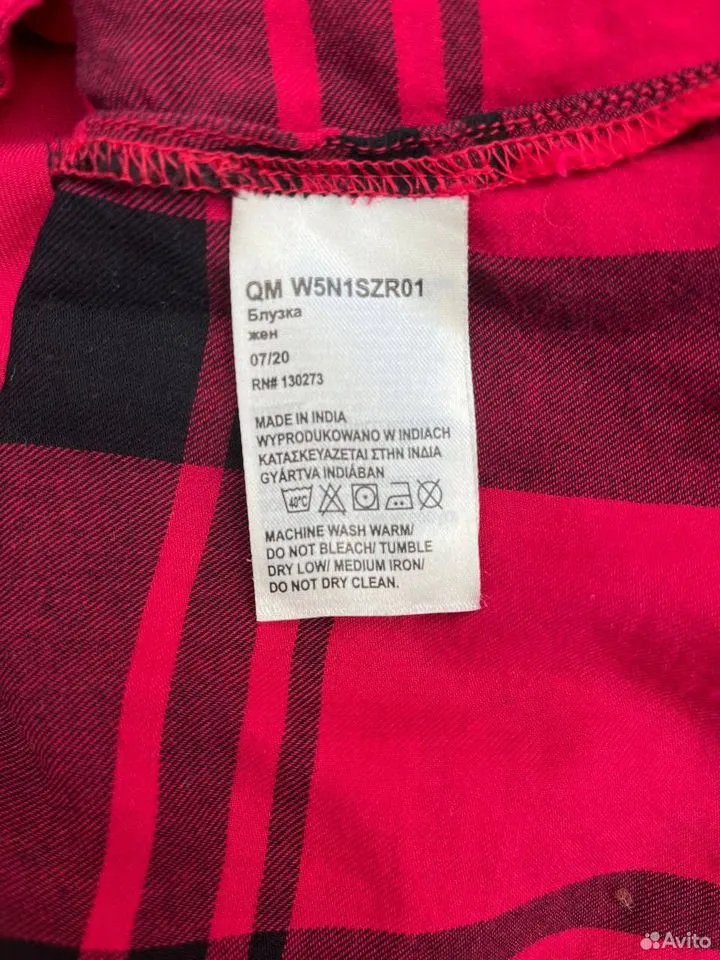 QM W5N1SZR01
Блузка
жен
07/20
RN# 130273
MADE IN INDIA
WYPRODUKOWANO W INDIACH
ΚΑΤΑΣΚΕΥΑΖΕΤΑΙ ΣΤΗΝ ΙΝΔΙΑ
GYÁRTVA INDIÁBAN
40°C
MACHINE WASH WARM/
DO NOT BLEACH/ TUMBLE
DRY LOW/ MEDIUM IRON/
DO NOT DRY CLEAN.
Avito